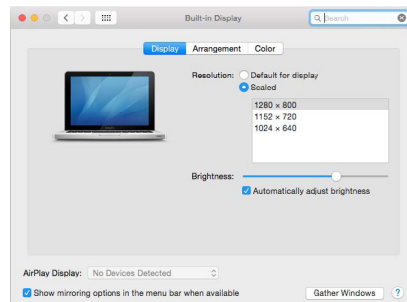 Built-in Display
Search
Display Arrangement Color
Resolution: Default for display
Scaled
1280 × 800
1152 × 720
1024 × 640
Brightness:
Automatically adjust brightness
AirPlay Display: No Devices Detected
Show mirroring options in the menu bar when available
Gather Windows ?